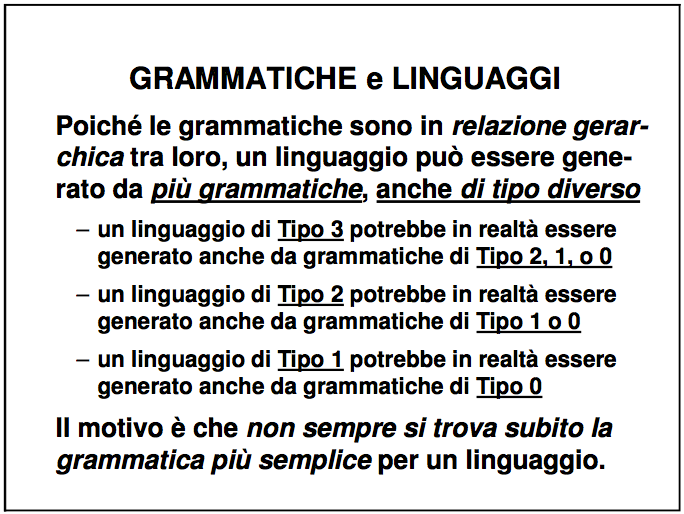 GRAMMATICHE e LINGUAGGI
Poiché le grammatiche sono in relazione gerar-
chica tra loro, un linguaggio può essere gene-
rato da più grammatiche, anche di tipo diverso
– un linguaggio di Tipo 3 potrebbe in realtà essere
generato anche da grammatiche di Tipo 2, 1, o 0
– un linguaggio di Tipo 2 potrebbe in realtà essere
generato anche da grammatiche di Tipo 1 o 0
– un linguaggio di Tipo 1 potrebbe in realtà essere
generato anche da grammatiche di Tipo 0
Il motivo è che non sempre si trova subito la
grammatica più semplice per un linguaggio.